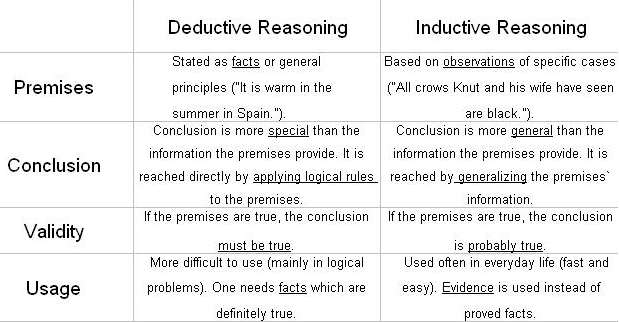 Deductive Reasoning
Inductive Reasoning
Premises
Stated as facts or general
principles ("It is warm in the
summer in Spain.").
Based on observations of specific cases
("All crows Knut and his wife have seen
are black.").
Conclusion
Conclusion is more special than the
information the premises provide. It is
reached directly by applying logical rules
to the premises.
Conclusion is more general than the
information the premises provide. It is
reached by generalizing the premises`
information.
Validity
If the premises are true, the conclusion
must be true.
If the premises are true, the conclusion
is probably true.
Usage
More difficult to use (mainly in logical
problems). One needs facts which are
definitely true.
Used often in everyday life (fast and
easy). Evidence is used instead of
proved facts.